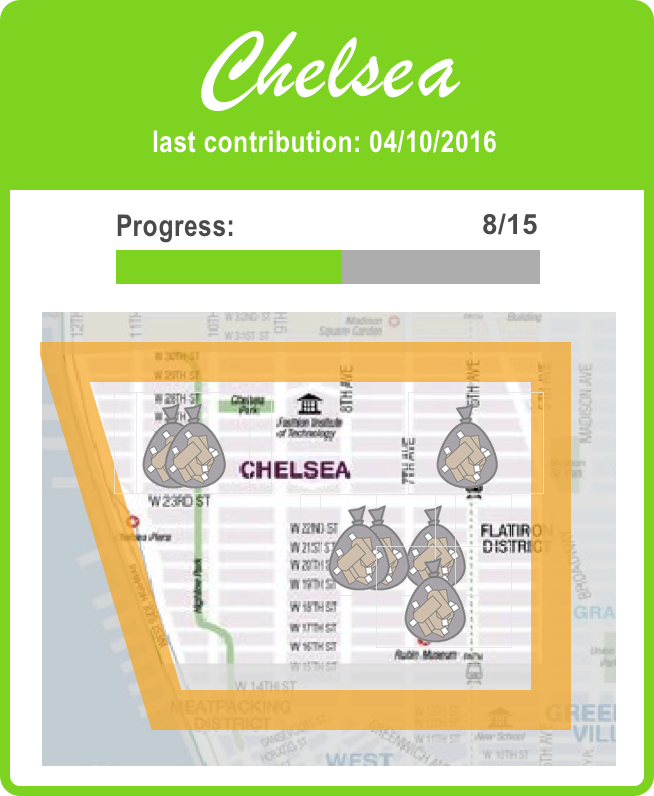 Chelsea
last contribution: 04/10/2016
Progress:
8/15
12TH
11TH
10TH
9TH
W 32ND ST
W 31ST ST
Madison
Square Garden
Building
W 30TH ST
W 29TH ST
W 28TH ST
8TH AVE
6TH AVE
MADISON AVE
Chelsea
Park
Fashion Institute
of Technology
CHELSEA
7TH AVE
W 23RD ST
Chelsea Piers
W 22ND ST
W 21ST ST
W 20TH ST
W 19TH ST
W 18TH ST
W 17TH ST
W 16TH ST
W 15TH ST
FLATIRON
DISTRICT
Highline Park
Rubin Museum
PATH
GRA
W 14TH ST
MEATPACKING
DISTRICT
HORATIO ST
GREENWICH AVE
WEST
New School
W 11TH ST
W 10TH ST
5TH AVE
GREE
VILL